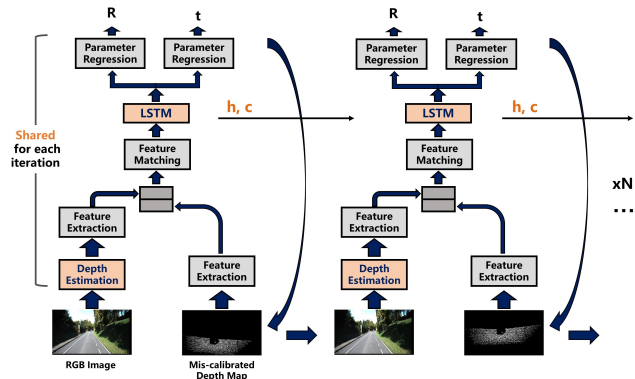 R
t
R
t
Parameter
Regression
Parameter
Regression
Parameter
Regression
Parameter
Regression
LSTM
h, c
LSTM
h, c
Shared
for each
iteration
Feature
Matching
Feature
Matching
xN
...
Feature
Extraction
Feature
Extraction
Depth
Estimation
Feature
Extraction
Depth
Estimation
Feature
Extraction
RGB Image
Mis-calibrated
Depth Map